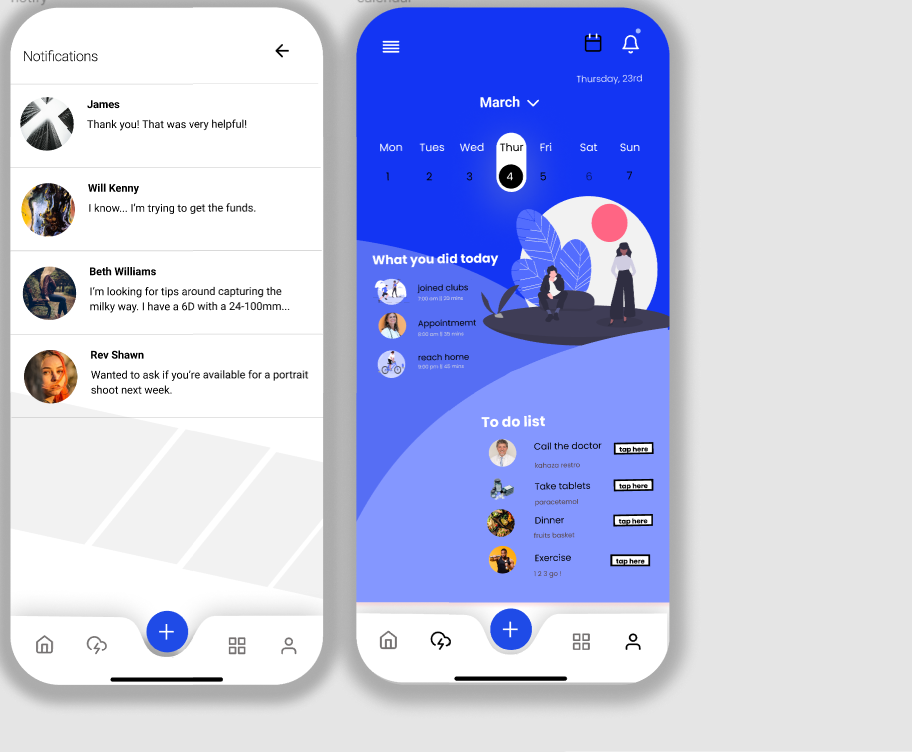 notify
Notifications
James
Thank you! That was very helpful!
Will Kenny
I know... I'm trying to get the funds.
Beth Williams
I'm looking for tips around capturing the
milky way. I have a 6D with a 24-100mm...
Rev Shawn
Wanted to ask if you're available for a portrait
shoot next week.
calendar
Thursday, 23rd
March
Mon Tues Wed Thur Fri Sat Sun
1 2 3 4 5 6 7
What you did today
joined clubs
7:00 am || 20 mins
Appointment
8:00 am || 35 mins
reach home
9:00 pm || 45 mins
To do list
Call the doctor
tap here
kahaza restro
Take tablets
tap here
paracetemol
Dinner
tap here
fruits basket
Exercise
tap here
1 2 3 go !